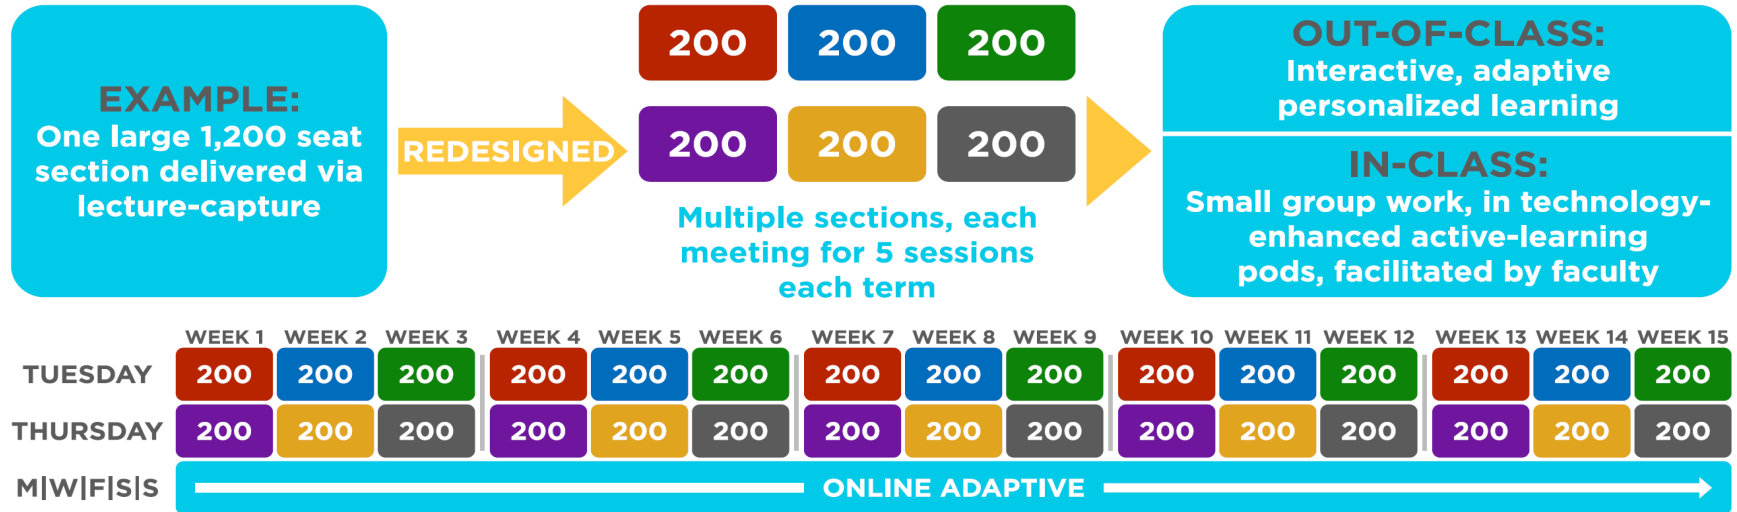 EXAMPLE:
One large 1,200 seat
section delivered via
lecture-capture
REDESIGNED
200 200 200
200 200 200
Multiple sections, each
meeting for 5 sessions
each term
OUT-OF-CLASS:
Interactive, adaptive
personalized learning
IN-CLASS:
Small group work, in technology-
enhanced active-learning
pods, facilitated by faculty
WEEK 1 WEEK 2 WEEK 3 WEEK 4 WEEK 5 WEEK 6 WEEK 7 WEEK 8 WEEK 9 WEEK 10 WEEK 11 WEEK 12 WEEK 13 WEEK 14 WEEK 15
TUESDAY 200 200 200 200 200 200 200 200 200 200 200 200 200 200 200
THURSDAY 200 200 200 200 200 200 200 200 200 200 200 200 200 200 200
M|W|F|S|S ONLINE ADAPTIVE